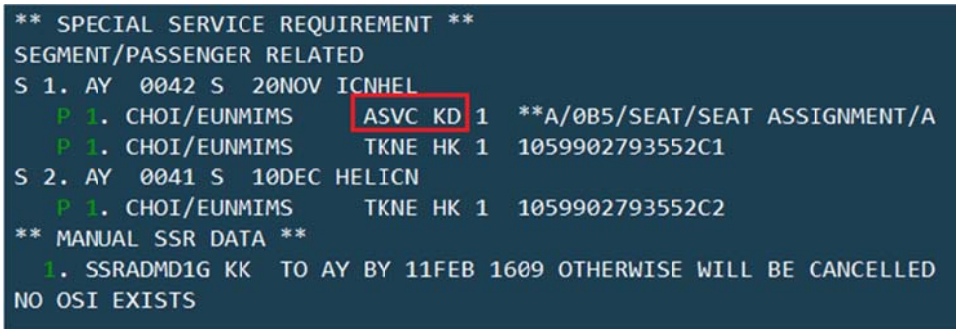 ** SPECIAL SERVICE REQUIREMENT **
SEGMENT/PASSENGER RELATED
S 1. AY  0042 S  20NOV ICNHEL
   P 1. CHOI/EUNMIMS     ASVC KD 1  **A/0B5/SEAT/SEAT ASSIGNMENT/A
   P 1. CHOI/EUNMIMS     TKNE HK 1  1059902793552C1
S 2. AY  0041 S  10DEC HELICN
   P 1. CHOI/EUNMIMS     TKNE HK 1  1059902793552C2
** MANUAL SSR DATA **
  1. SSRADMD1G KK  TO AY BY 11FEB 1609 OTHERWISE WILL BE CANCELLED
NO OSI EXISTS